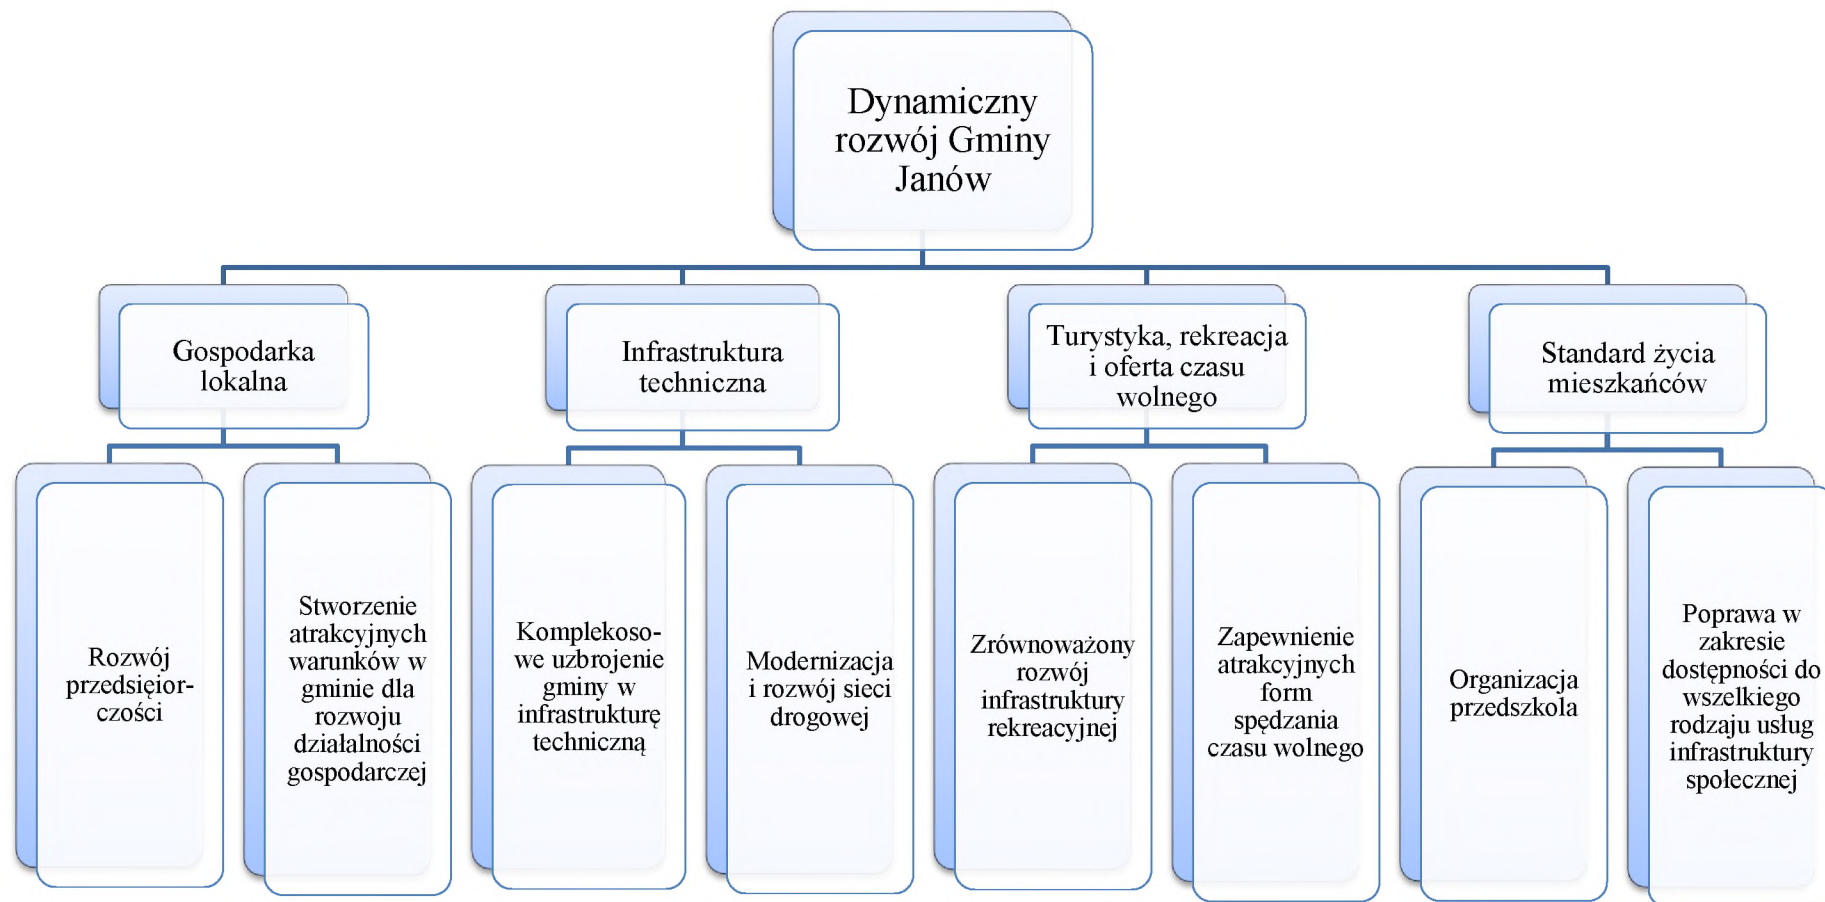 Dynamiczny
rozwój Gminy
Janów
Gospodarka
lokalna
Infrastruktura
techniczna
Turystyka, rekreacja
i oferta czasu
wolnego
Standard życia
mieszkańców
Rozwój
przedsięior-
czości
Stworzenie
atrakcyjnych
warunków w
gminie dla
rozwoju
działalności
gospodarczej
Komplekoso-
we uzbrojenie
gminy w
infrastrukturę
techniczną
Modernizacja
i rozwój sieci
drogowej
Zrównoważony
rozwój
infrastruktury
rekreacyjnej
Zapewnienie
atrakcyjnych
form
spędzania
czasu wolnego
Organizacja
przedszkola
Poprawa w
zakresie
dostępności do
wszelkiego
rodzaju usług
infrastruktury
społecznej